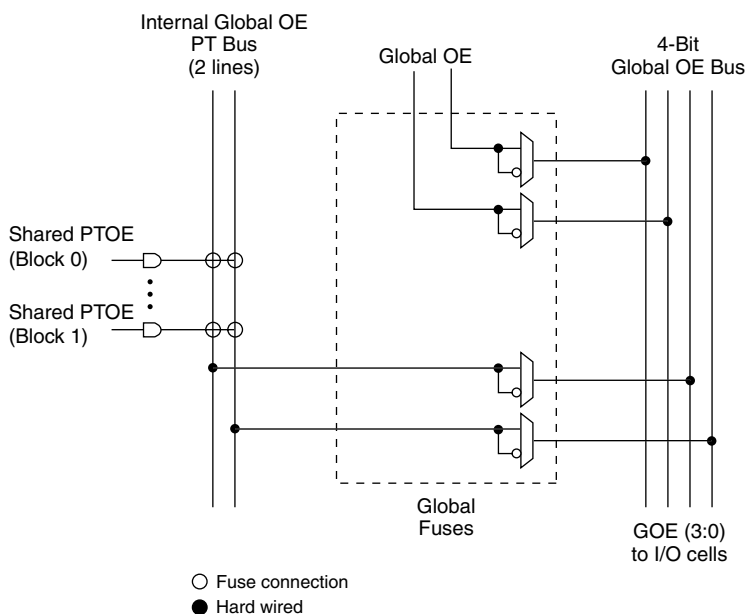 Internal Global OE
PT Bus
(2 lines)
Global OE
4-Bit
Global OE Bus
Shared PTOE
(Block 0)
Shared PTOE
(Block 1)
Global
Fuses
GOE (3:0)
to I/O cells
Fuse connection
Hard wired